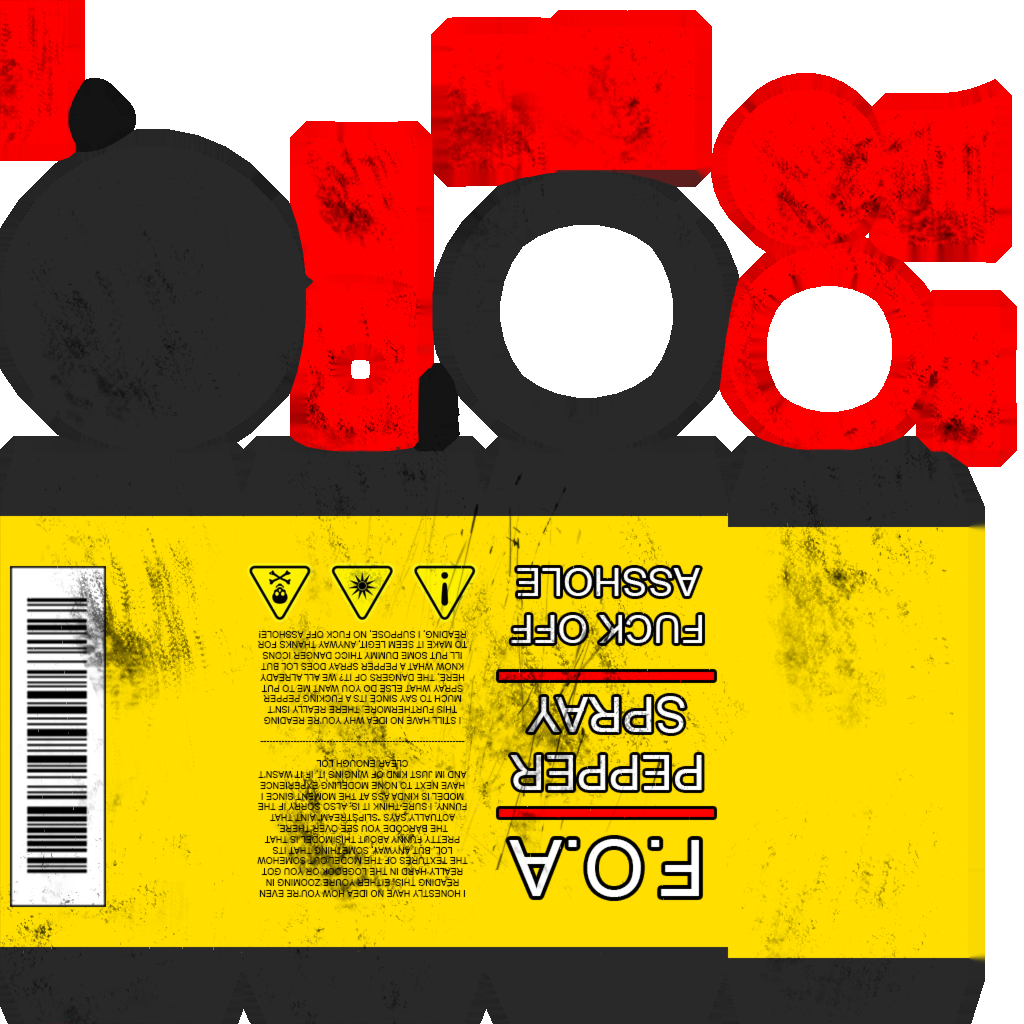 F.O.A
PEPPER
SPRAY
FUCK OFF
ASSHOLE
I HONESTLY HAVE NO IDEA HOW YOU'RE EVEN
READING THIS, EITHER YOU'RE ZOOMING IN
REALLY HARD IN THE LOGBOOK OR YOU GOT
THE TEXTURES OF THE SOMEHOW
LOL, BUT ANYWAY, SOMETHING THAT ITS
PRETTY FUNNY ABOUT THIS MODEL IS THAT
THE BARCODE YOU SEE OVER THERE,
ACTUALLY SAYS "SLIPSTREAM AINT THAT
FUNNY, I SURE-THINK IT IS. ALSO SORRY IF THE
MODEL IS KINDA ASS AT THE MOMENT SINCE I
HAVE NEXT TO NONE MODELING EXPERIENCE
AND IM JUST KIND OF WINGING IT, IF IT WASN'T
CLEAR ENOUGH LOL
I STILL HAVE NO IDEA WHY YOU'RE READING
THIS FURTHERMORE, THERE REALLY ISN'T
MUCH TO SAY SINCE ITS A FUCKING PEPPER
SPRAY WHAT ELSE DO YOU WANT ME TO PUT
HERE, THE DANGERS OF IT? WE ALL ALREADY
KNOW WHAT A PEPPER SPRAY DOES LOL BUT
ILL PUT SOME DUMMY THICC DANGER ICONS
TO MAKE IT SEEM LEGIT, ANYWAY THANKS FOR
READING, I SUPPOSE, NO FUCK OFF ASSHOLE!